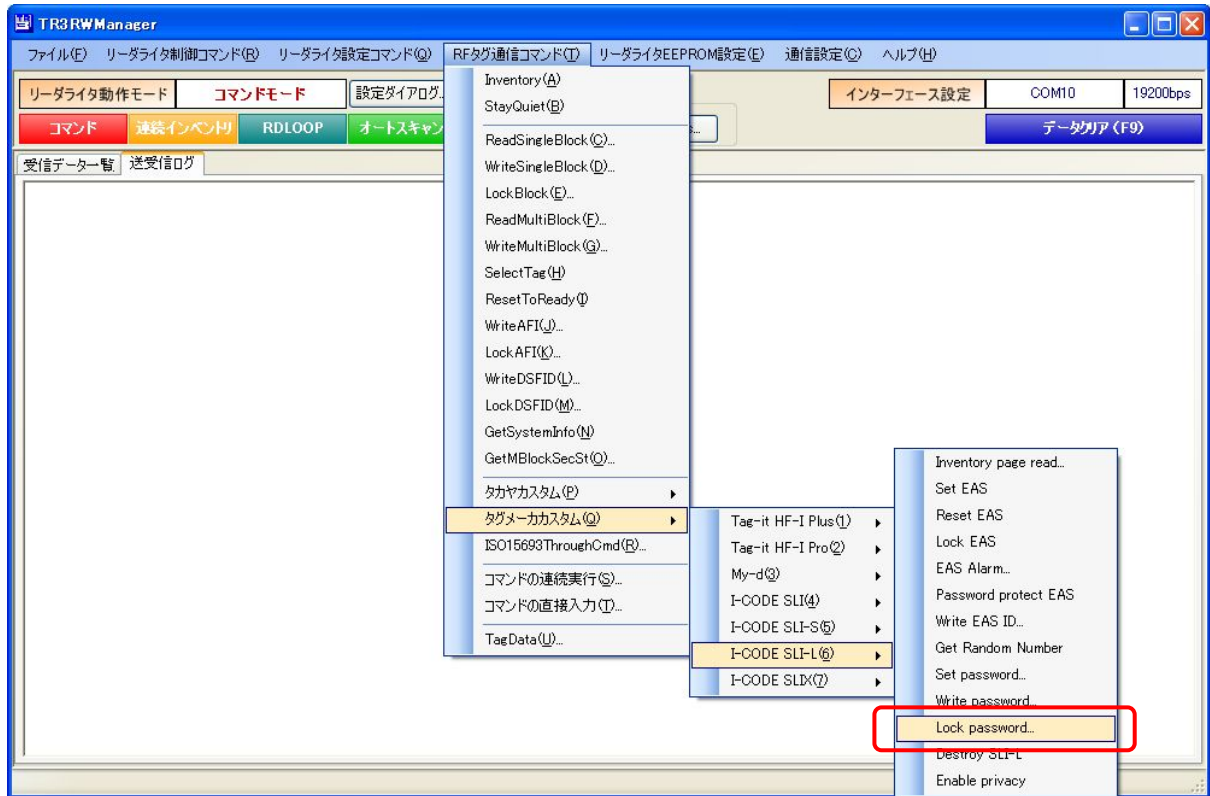 TR3RWManager
ファイル(F) リーダライタ制御コマンド(R) リーダライタ設定コマンド(Q) RFタグ通信コマンド(T) リーダライタEEPROM設定(E) 通信設定(C) ヘルプ(H)
リーダライタ動作モード コマンドモード 設定ダイアログ.. インターフェース設定 COM10 19200bps
コマンド 連続インベントリ RDLOOP オートスキャン データクリア(F9)
受信データ一覧 送受信ログ
Inventory(A)
StayQuiet(B)
ReadSingleBlock(C)...
WriteSingleBlock(D)...
LockBlock(E)...
ReadMultiBlock(F)...
WriteMultiBlock(G)...
SelectTag(H)
ResetToReady(I)
WriteAFI(J)...
LockAFI(K)...
WriteDSFID(L)...
LockDSFID(M)...
GetSystemInfo(N)
GetMBlockSecSt(O)...
タカヤカスタム(P)
タグメーカカスタム(Q)
ISO15693ThroughCmd(R)...
コマンドの連続実行(S)...
コマンドの直接入力(T)...
TagData(U)...
Tag-it HF-I Plus(1)
Tag-it HF-I Pro(2)
My-d(3)
I-CODE SLI(4)
I-CODE SLI-S(5)
I-CODE SLI-L(6)
I-CODE SLIX(7)
Inventory page read...
Set EAS
Reset EAS
Lock EAS
EAS Alarm...
Password protect EAS
Write EAS ID...
Get Random Number
Set password...
Write password...
Lock password...
Destroy SLI-L
Enable privacy